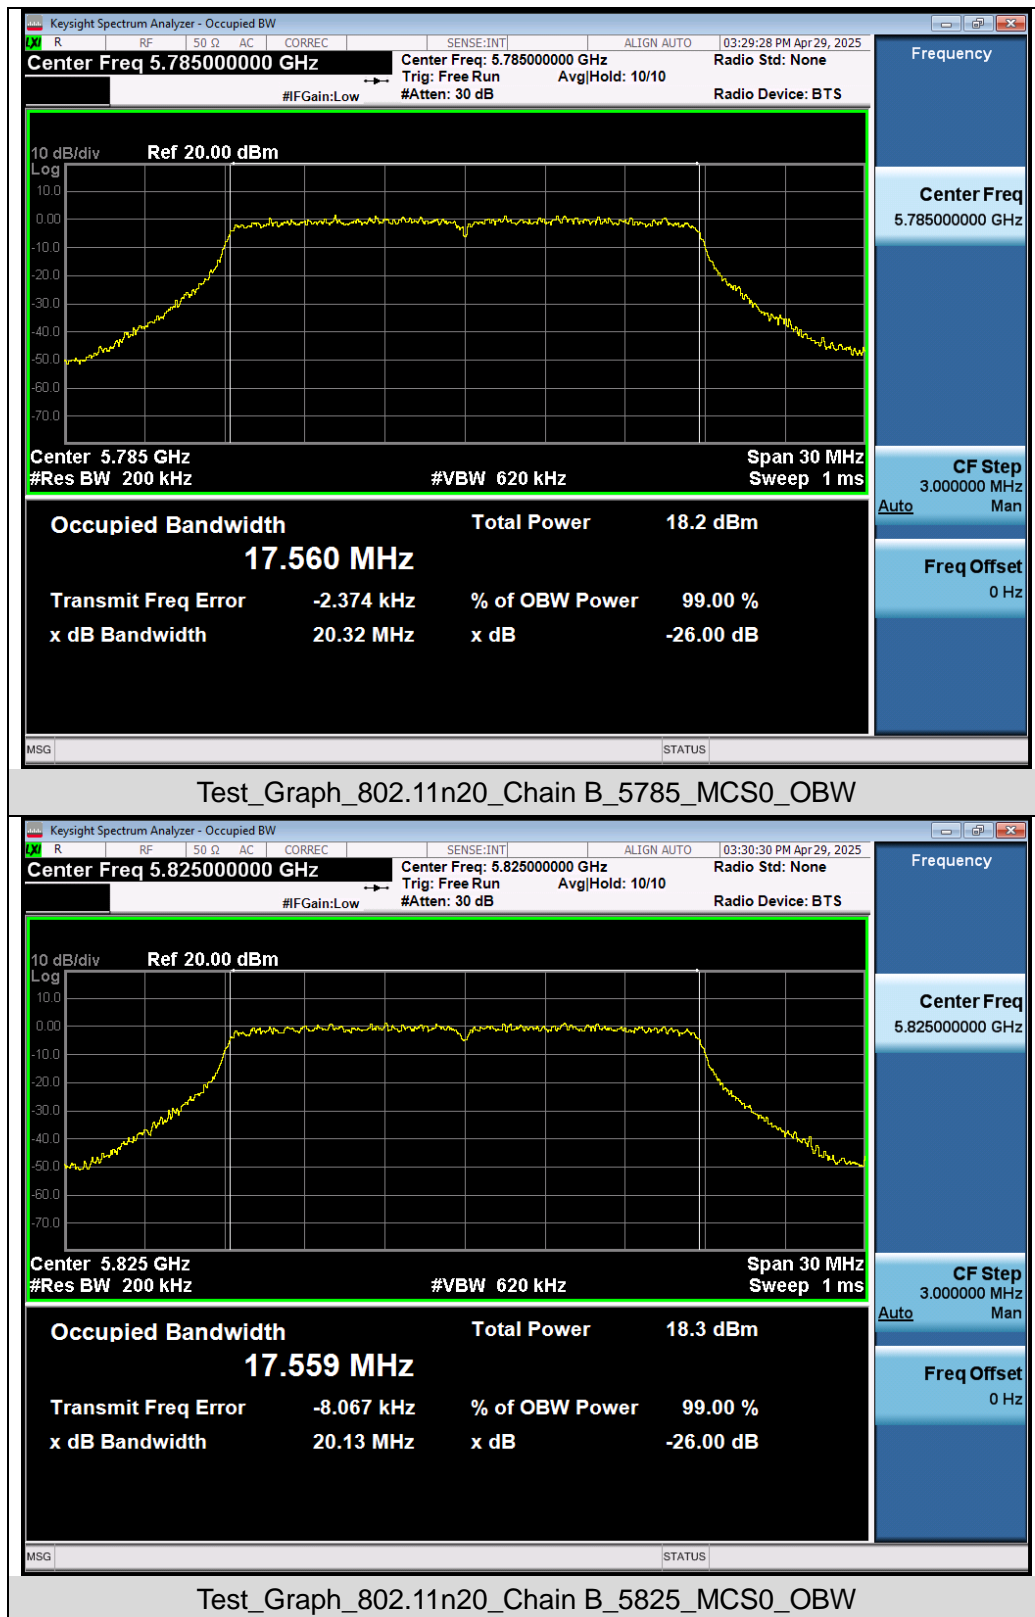 Keysight Spectrum Analyzer - Occupied BW
LXI R RF 50 Ω AC CORREC SENSE:INT ALIGN AUTO 03:29:28 PM Apr 29, 2025
Center Freq 5.785000000 GHz Center Freq: 5.785000000 GHz Radio Std: None
Trig: Free Run Avg|Hold: 10/10
#IFGain:Low #Atten: 30 dB Radio Device: BTS
10 dB/div Ref 20.00 dBm
Log
10.0
0.00
-10.0
-20.0
-30.0
-40.0
-50.0
-60.0
-70.0
Center 5.785 GHz Span 30 MHz
#Res BW 200 kHz #VBW 620 kHz Sweep 1 ms
Occupied Bandwidth Total Power 18.2 dBm
17.560 MHz
Transmit Freq Error -2.374 kHz % of OBW Power 99.00 %
x dB Bandwidth 20.32 MHz x dB -26.00 dB
MSG STATUS
Frequency
Center Freq
5.785000000 GHz
CF Step
3.000000 MHz
Auto Man
Freq Offset
0 Hz
Test_Graph_802.11n20_Chain B_5785_MCS0_OBW
Keysight Spectrum Analyzer - Occupied BW
LXI R RF 50 Ω AC CORREC SENSE:INT ALIGN AUTO 03:30:30 PM Apr 29, 2025
Center Freq 5.825000000 GHz Center Freq: 5.825000000 GHz Radio Std: None
Trig: Free Run Avg|Hold: 10/10
#IFGain:Low #Atten: 30 dB Radio Device: BTS
10 dB/div Ref 20.00 dBm
Log
10.0
0.00
-10.0
-20.0
-30.0
-40.0
-50.0
-60.0
-70.0
Center 5.825 GHz Span 30 MHz
#Res BW 200 kHz #VBW 620 kHz Sweep 1 ms
Occupied Bandwidth Total Power 18.3 dBm
17.559 MHz
Transmit Freq Error -8.067 kHz % of OBW Power 99.00 %
x dB Bandwidth 20.13 MHz x dB -26.00 dB
MSG STATUS
Frequency
Center Freq
5.825000000 GHz
CF Step
3.000000 MHz
Auto Man
Freq Offset
0 Hz
Test_Graph_802.11n20_Chain B_5825_MCS0_OBW